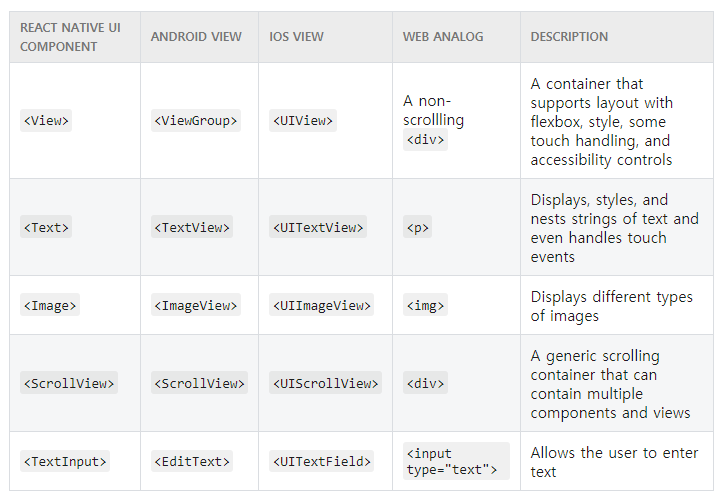 REACT NATIVE UI COMPONENT ANDROID VIEW IOS VIEW WEB ANALOG DESCRIPTION
<View> <ViewGroup> <UIView> A non-scrollling <div> A container that supports layout with flexbox, style, some touch handling, and accessibility controls
<Text> <TextView> <UITextView> <p> Displays, styles, and nests strings of text and even handles touch events
<Image> <ImageView> <UIImageView> <img> Displays different types of images
<ScrollView> <ScrollView> <UIScrollView> <div> A generic scrolling container that can contain multiple components and views
<TextInput> <EditText> <UITextField> <input type="text"> Allows the user to enter text